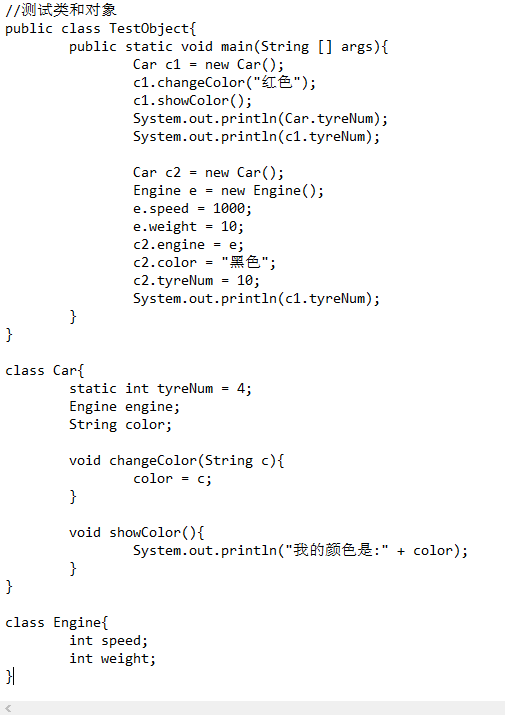 //测试类和对象
public class TestObject{
public static void main(String [] args){
Car c1 = new Car();
c1.changeColor("红色");
c1.showColor();
System.out.println(Car.tyreNum);
System.out.println(c1.tyreNum);
Car c2 = new Car();
Engine e = new Engine();
e.speed = 1000;
e.weight = 10;
c2.engine = e;
c2.color = "黑色";
c2.tyreNum = 10;
System.out.println(c1.tyreNum);
}
}
class Car{
static int tyreNum = 4;
Engine engine;
String color;
void changeColor(String c){
color = c;
}
void showColor(){
System.out.println("我的颜色是:" + color);
}
}
class Engine{
int speed;
int weight;
}